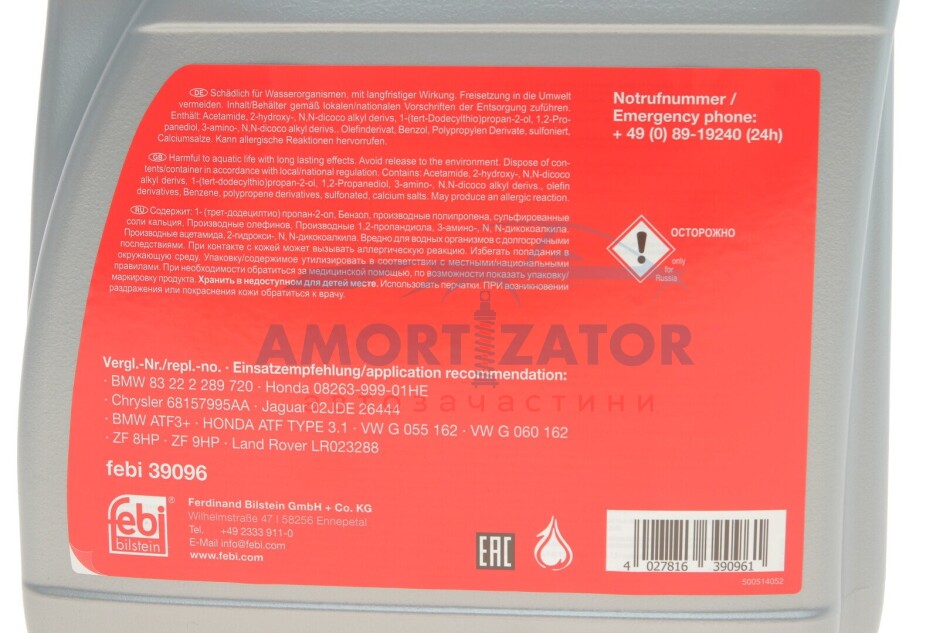 DE Schädlich für Wasserorganismen, mit langfristiger Wirkung. Freisetzung in die Umwelt
vermeiden. Inhalt/Behälter gemäß lokalen/nationalen Vorschriften der Entsorgung zuführen.
Enthält: Acetamide, 2-hydroxy-, N,N-dicoco alkyl derivs., 1-(tert-Dodecylthio)propan-2-ol, 1,2-Pro-
panediol, 3-amino-, N,N-dicoco alkyl derivs., Olefinderivat, Benzol, Polypropylen Derivate, sulfoniert,
Calciumsalze. Kann allergische Reaktionen hervorrufen.
GB Harmful to aquatic life with long lasting effects. Avoid release to the environment. Dispose of con-
tents/container in accordance with local/national regulation. Contains: Acetamide, 2-hydroxy-, N,N-dicoco
alkyl derivs, 1-(tert-dodecylthio)propan-2-ol, 1,2-Propanediol, 3-amino-, N,N-dicoco alkyl derivs., olefin
derivatives, Benzene, polypropene derivatives, sulfonated, calcium salts. May produce an allergic reaction.
RU Содержит: 1- (трет-додецилтио) пропан-2-ол, Бензол, производные полипропена, сульфированные
соли кальция, Производные олефинов, Производные 1,2-пропандиола, 3-амино-, N, N-дикокоалкила.
Производные ацетамида, 2-гидрокси-, N, N-дикокоалкила. Вредно для водных организмов с долгосрочными
последствиями. При контакте с кожей может вызывать аллергическую реакцию. Избегать попадания в
окружающую среду. Упаковку/содержимое утилизировать в соответствии с местными/национальными
правилами. При необходимости обратиться за медицинской помощью, по возможности показать упаковку/
маркировку продукта. Хранить в недоступном для детей месте. Использовать перчатки. ПРИ возникновении
раздражения или покраснения кожи обратиться к врачу.
Notrufnummer /
Emergency phone:
+ 49 (0) 89-19240 (24h)
ОСТОРОЖНО
only
for
Russia
AMORTIZATOR
автозачастини
Vergl.-Nr./repl.-no. · Einsatzempfehlung/application recommendation:
· BMW 83 22 2 289 720 · Honda 08263-999-01HE
· Chrysler 68157995AA · Jaguar 02JDE 26444
· BMW ATF3+ · HONDA ATF TYPE 3.1 · VW G 055 162 · VW G 060 162
· ZF 8HP · ZF 9HP · Land Rover LR023288
febi 39096
febi ®
bilstein
Ferdinand Bilstein GmbH + Co. KG
Wilhelmstraße 47 | 58256 Ennepetal
Tel. +49 2333 911-0
E-Mail info@febi.com
www.febi.com
EAC
4 027816 390961
500514052